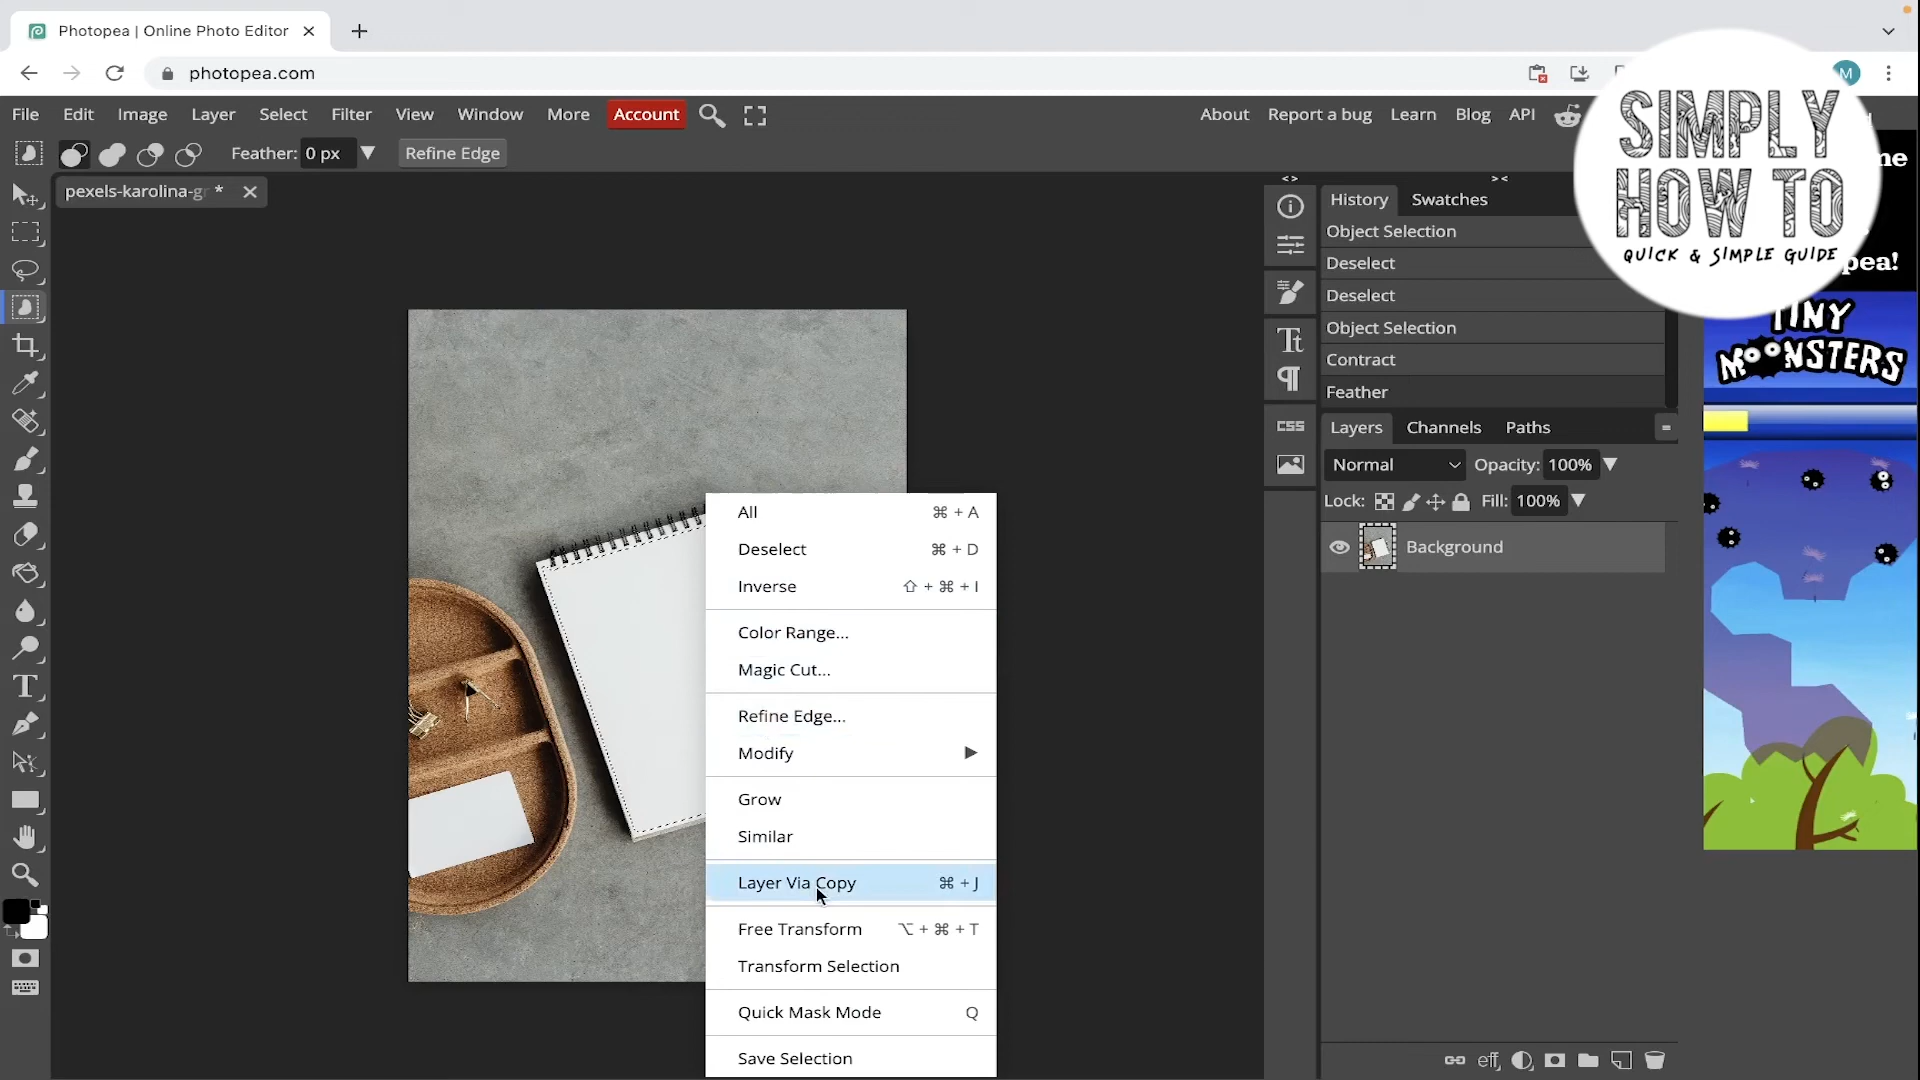 Photopea | Online Photo Editor
photopea.com
M
File Edit Image Layer Select Filter View Window More Account
About Report a bug Learn Blog API
Feather: 0 px Refine Edge
pexels-karolina-gr *
SIMPLY
HOW TO
QUICK & SIMPLE GUIDE
History Swatches
Object Selection
Deselect
Deselect
Object Selection
Contract
Feather
Layers Channels Paths
Normal Opacity: 100%
Lock: Fill: 100%
Background
CSS
eff
All ⌘ + A
Deselect ⌘ + D
Inverse ⇧ + ⌘ + I
Color Range...
Magic Cut...
Refine Edge...
Modify
Grow
Similar
Layer Via Copy ⌘ + J
Free Transform ⌥ + ⌘ + T
Transform Selection
Quick Mask Mode Q
Save Selection
TINY
MOONSTERS